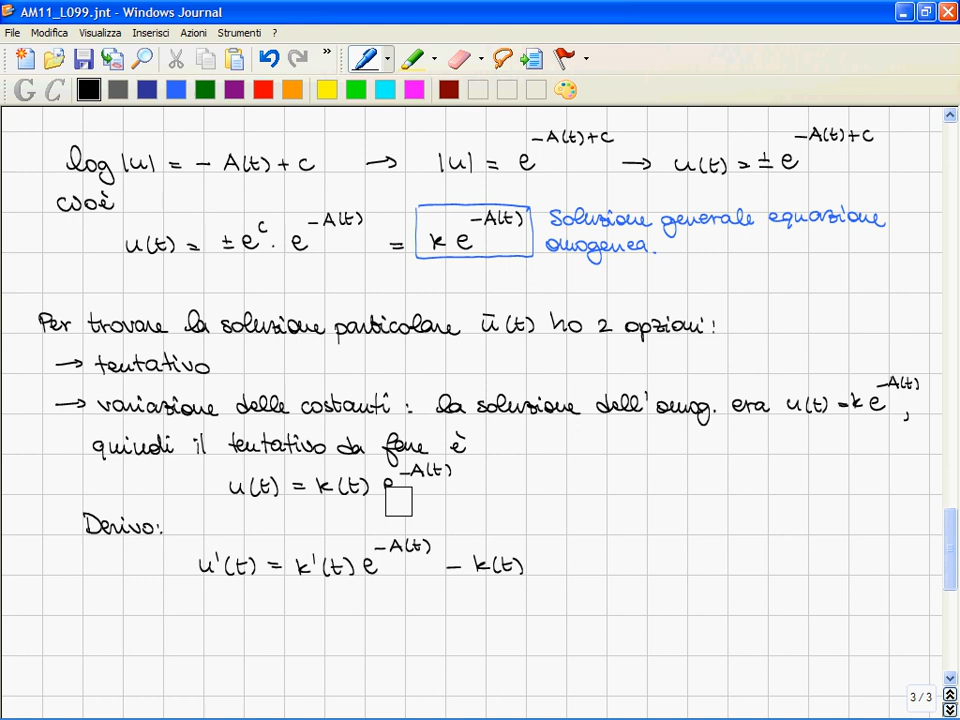 AM11_L099.jnt - Windows Journal
File Modifica Visualizza Inserisci Azioni Strumenti ?
log |u| = - A(t) + c → |u| = e^{-A(t)+c} → u(t) = ± e^{-A(t)+c}
cioè
u(t) = ± e^c · e^{-A(t)} = k e^{-A(t)} Soluzione generale equazione
omogenea.
Per trovare la soluzione particolare ū(t) ho 2 opzioni:
→ tentativo
→ variazione delle costanti : la soluzione dell'omog. era u(t) = k e^{-A(t)},
quindi il tentativo da fare è
u(t) = k(t) e^{-A(t)}
Derivo:
u'(t) = k'(t) e^{-A(t)} - k(t)
3 / 3